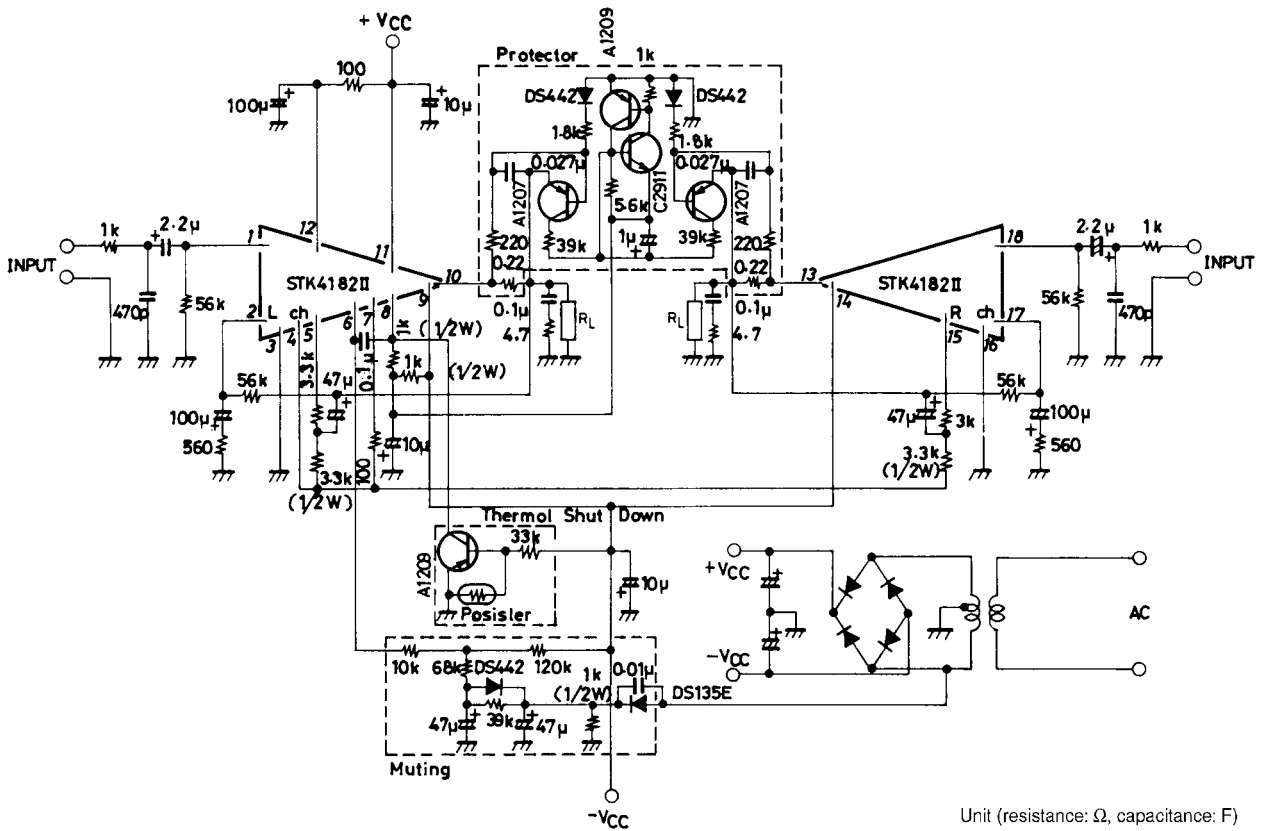 + VCC
A1209
Protector
1k
100
100μ
10μ
DS442
DS442
1.8k
1.8k
0.027μ
0.027μ
A1207
C2911
A1207
5.6k
39k
1μ
39k
220
220
0.22
0.22
1k
2.2μ
1
12
11
10
INPUT
STK4182II
470p
56k
2
L
ch
3
4
5
6
7
8
9
0.1μ
RL
4.7
RL
0.1μ
4.7
13
14
STK4182II
R
ch
15
16
17
18
2.2μ
1k
INPUT
56k
470p
1k
(1/2W)
1k
(1/2W)
3.3k
47μ
0.1μ
56k
100μ
560
10μ
3.3k
(1/2W)
100
56k
47μ
3k
100μ
560
3.3k
(1/2W)
Thermol Shut Down
33k
A1209
Posisler
10μ
+VCC
-VCC
AC
10k
68k
DS442
120k
1k
(1/2W)
0.01μ
DS135E
47μ
39k
47μ
Muting
-VCC
Unit (resistance: Ω, capacitance: F)